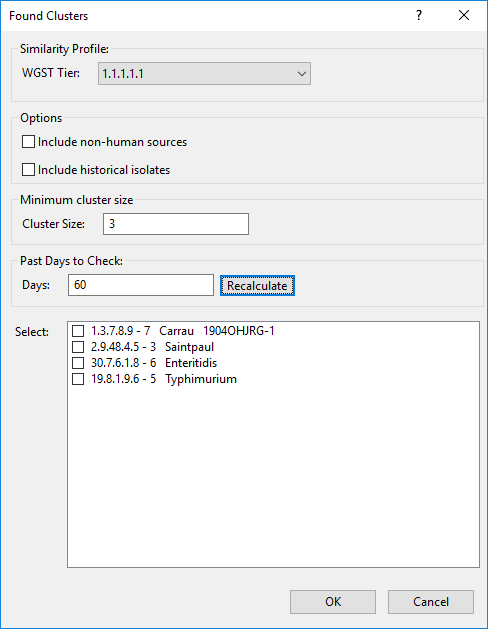 Found Clusters ?
Similarity Profile:
WGST Tier: 1.1.1.1.1
Options
Include non-human sources
Include historical isolates
Minimum cluster size
Cluster Size: 3
Past Days to Check:
Days: 60 Recalculate
Select: 1.3.7.8.9 - 7 Carrau 1904OHJRG-1
2.9.48.4.5 - 3 Saintpaul
30.7.6.1.8 - 6 Enteritidis
19.8.1.9.6 - 5 Typhimurium
OK Cancel